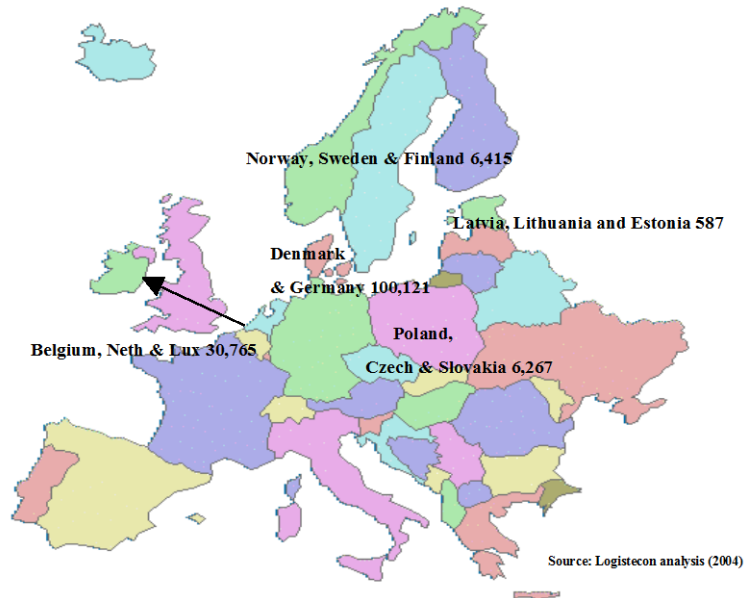 Norway, Sweden & Finland 6,415
Latvia, Lithuania and Estonia 587
Denmark
& Germany 100,121
Poland,
Belgium, Neth & Lux 30,765
Czech & Slovakia 6,267
Source: Logistecon analysis (2004)